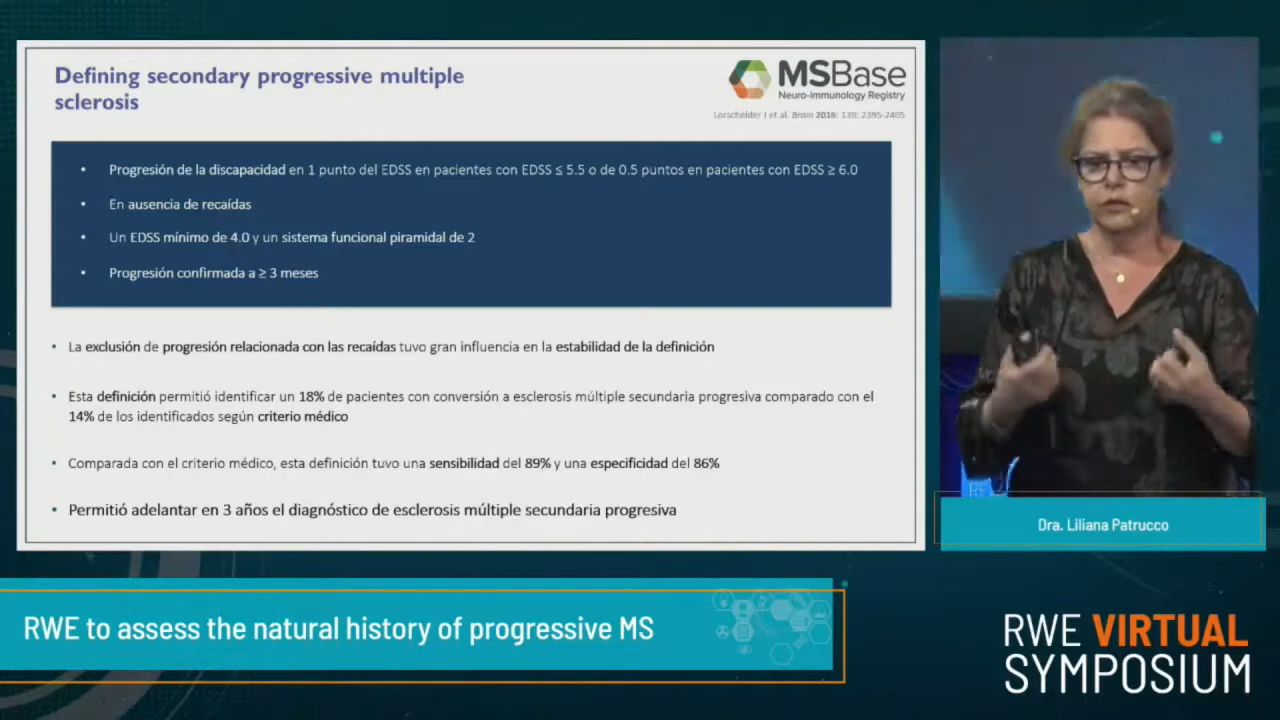 Defining secondary progressive multiple
sclerosis
MSBase
Neuro-Immunology Registry
Lorscheider J et al. Brain 2016: 139: 2395-2405
• Progresión de la discapacidad en 1 punto del EDSS en pacientes con EDSS ≤ 5.5 o de 0.5 puntos en pacientes con EDSS ≥ 6.0
• En ausencia de recaídas
• Un EDSS mínimo de 4.0 y un sistema funcional piramidal de 2
• Progresión confirmada a ≥ 3 meses
• La exclusión de progresión relacionada con las recaídas tuvo gran influencia en la estabilidad de la definición
• Esta definición permitió identificar un 18% de pacientes con conversión a esclerosis múltiple secundaria progresiva comparado con el
14% de los identificados según criterio médico
• Comparada con el criterio médico, esta definición tuvo una sensibilidad del 89% y una especificidad del 86%
• Permitió adelantar en 3 años el diagnóstico de esclerosis múltiple secundaria progresiva
Dra. Liliana Patrucco
RWE to assess the natural history of progressive MS
RWE VIRTUAL
SYMPOSIUM